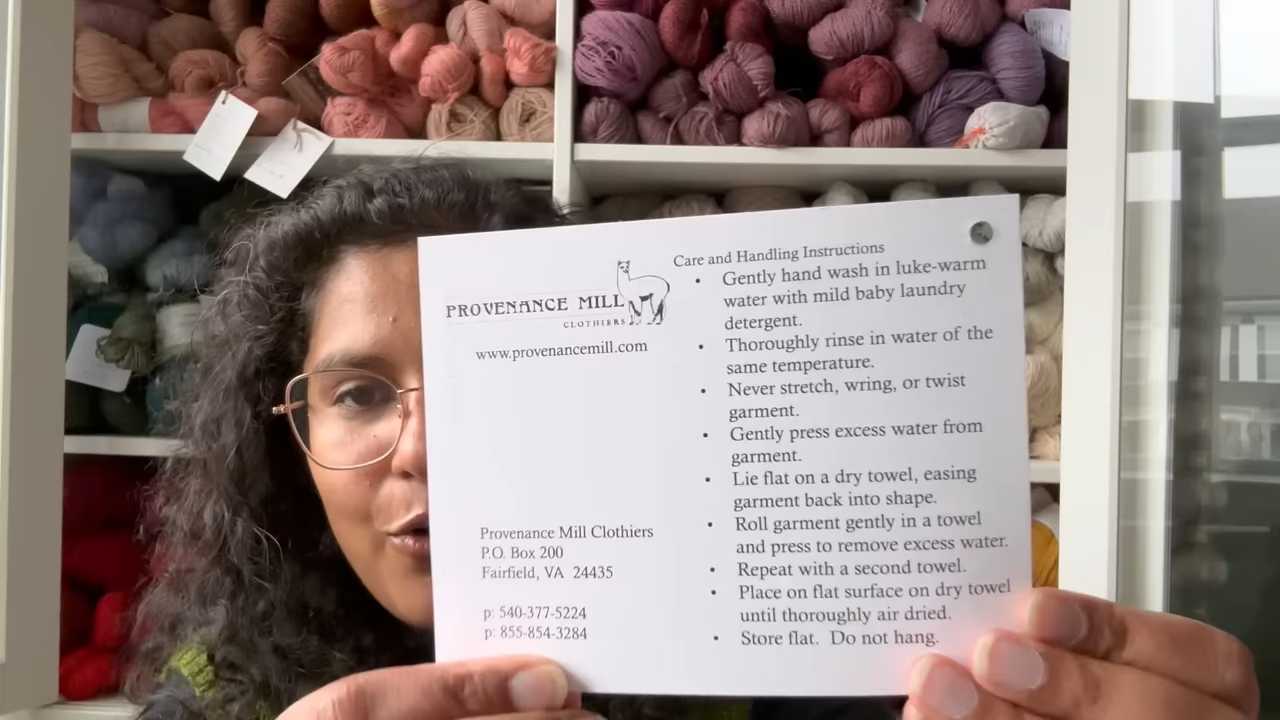 PROVENANCE MILL
CLOTHIERS
www.provenancemill.com
Provenance Mill Clothiers
P.O. Box 200
Fairfield, VA 24435
p: 540-377-5224
p: 855-854-3284
Care and Handling Instructions
• Gently hand wash in luke-warm
water with mild baby laundry
detergent.
• Thoroughly rinse in water of the
same temperature.
• Never stretch, wring, or twist
garment.
• Gently press excess water from
garment.
• Lie flat on a dry towel, easing
garment back into shape.
• Roll garment gently in a towel
and press to remove excess water.
• Repeat with a second towel.
• Place on flat surface on dry towel
until thoroughly air dried.
• Store flat. Do not hang.